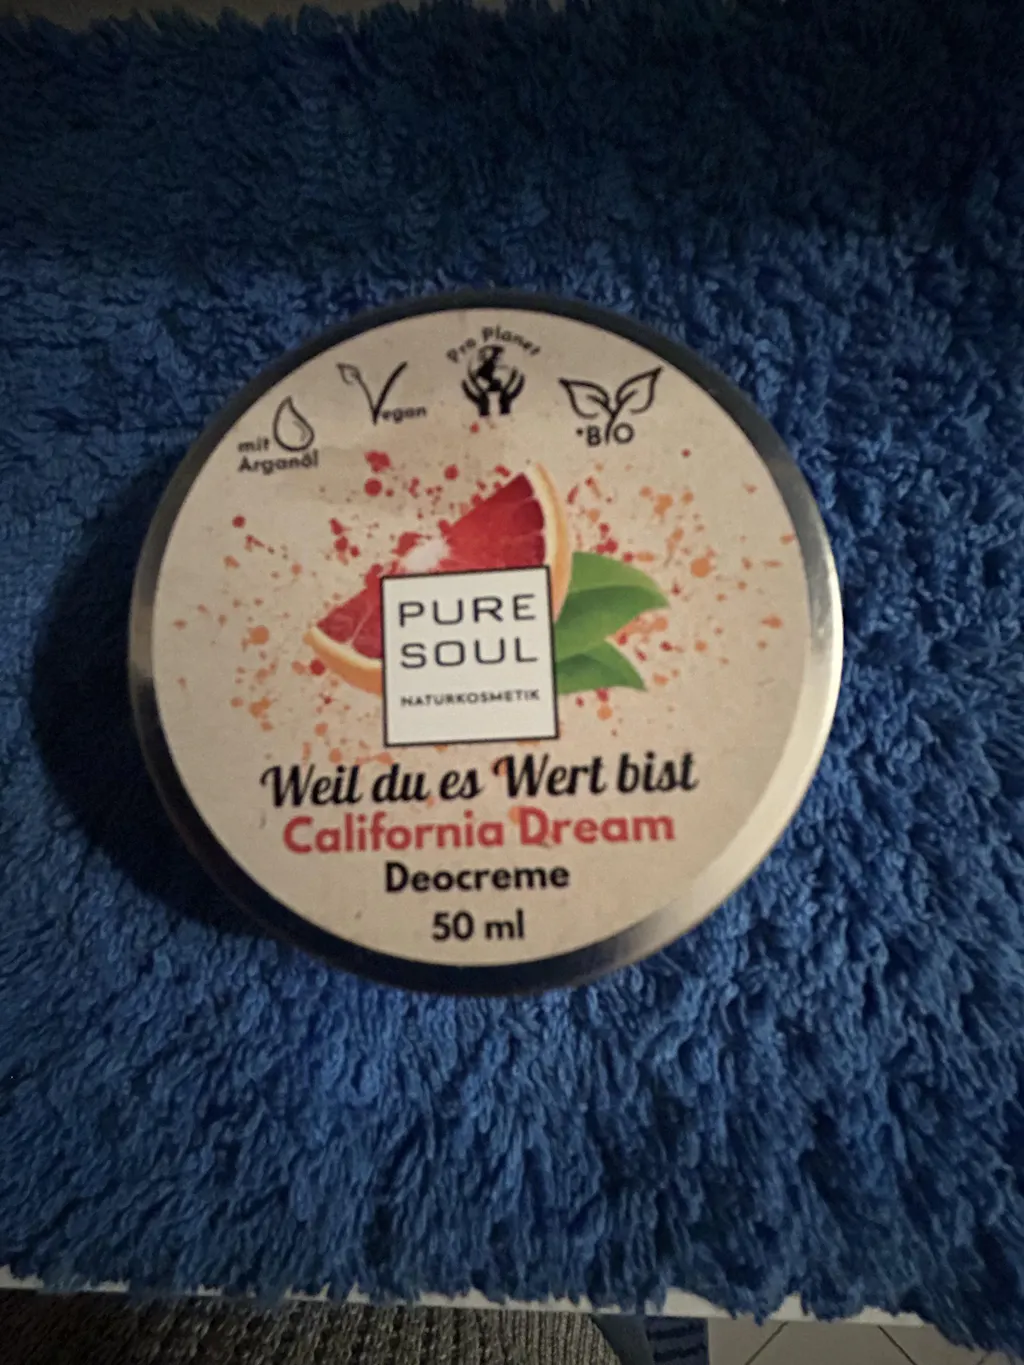 Pro Planet
Vegan
mit
Arganöl
*BIO
PURE
SOUL
NATURKOSMETIK
Weil du es Wert bist
California Dream
Deocreme
50 ml